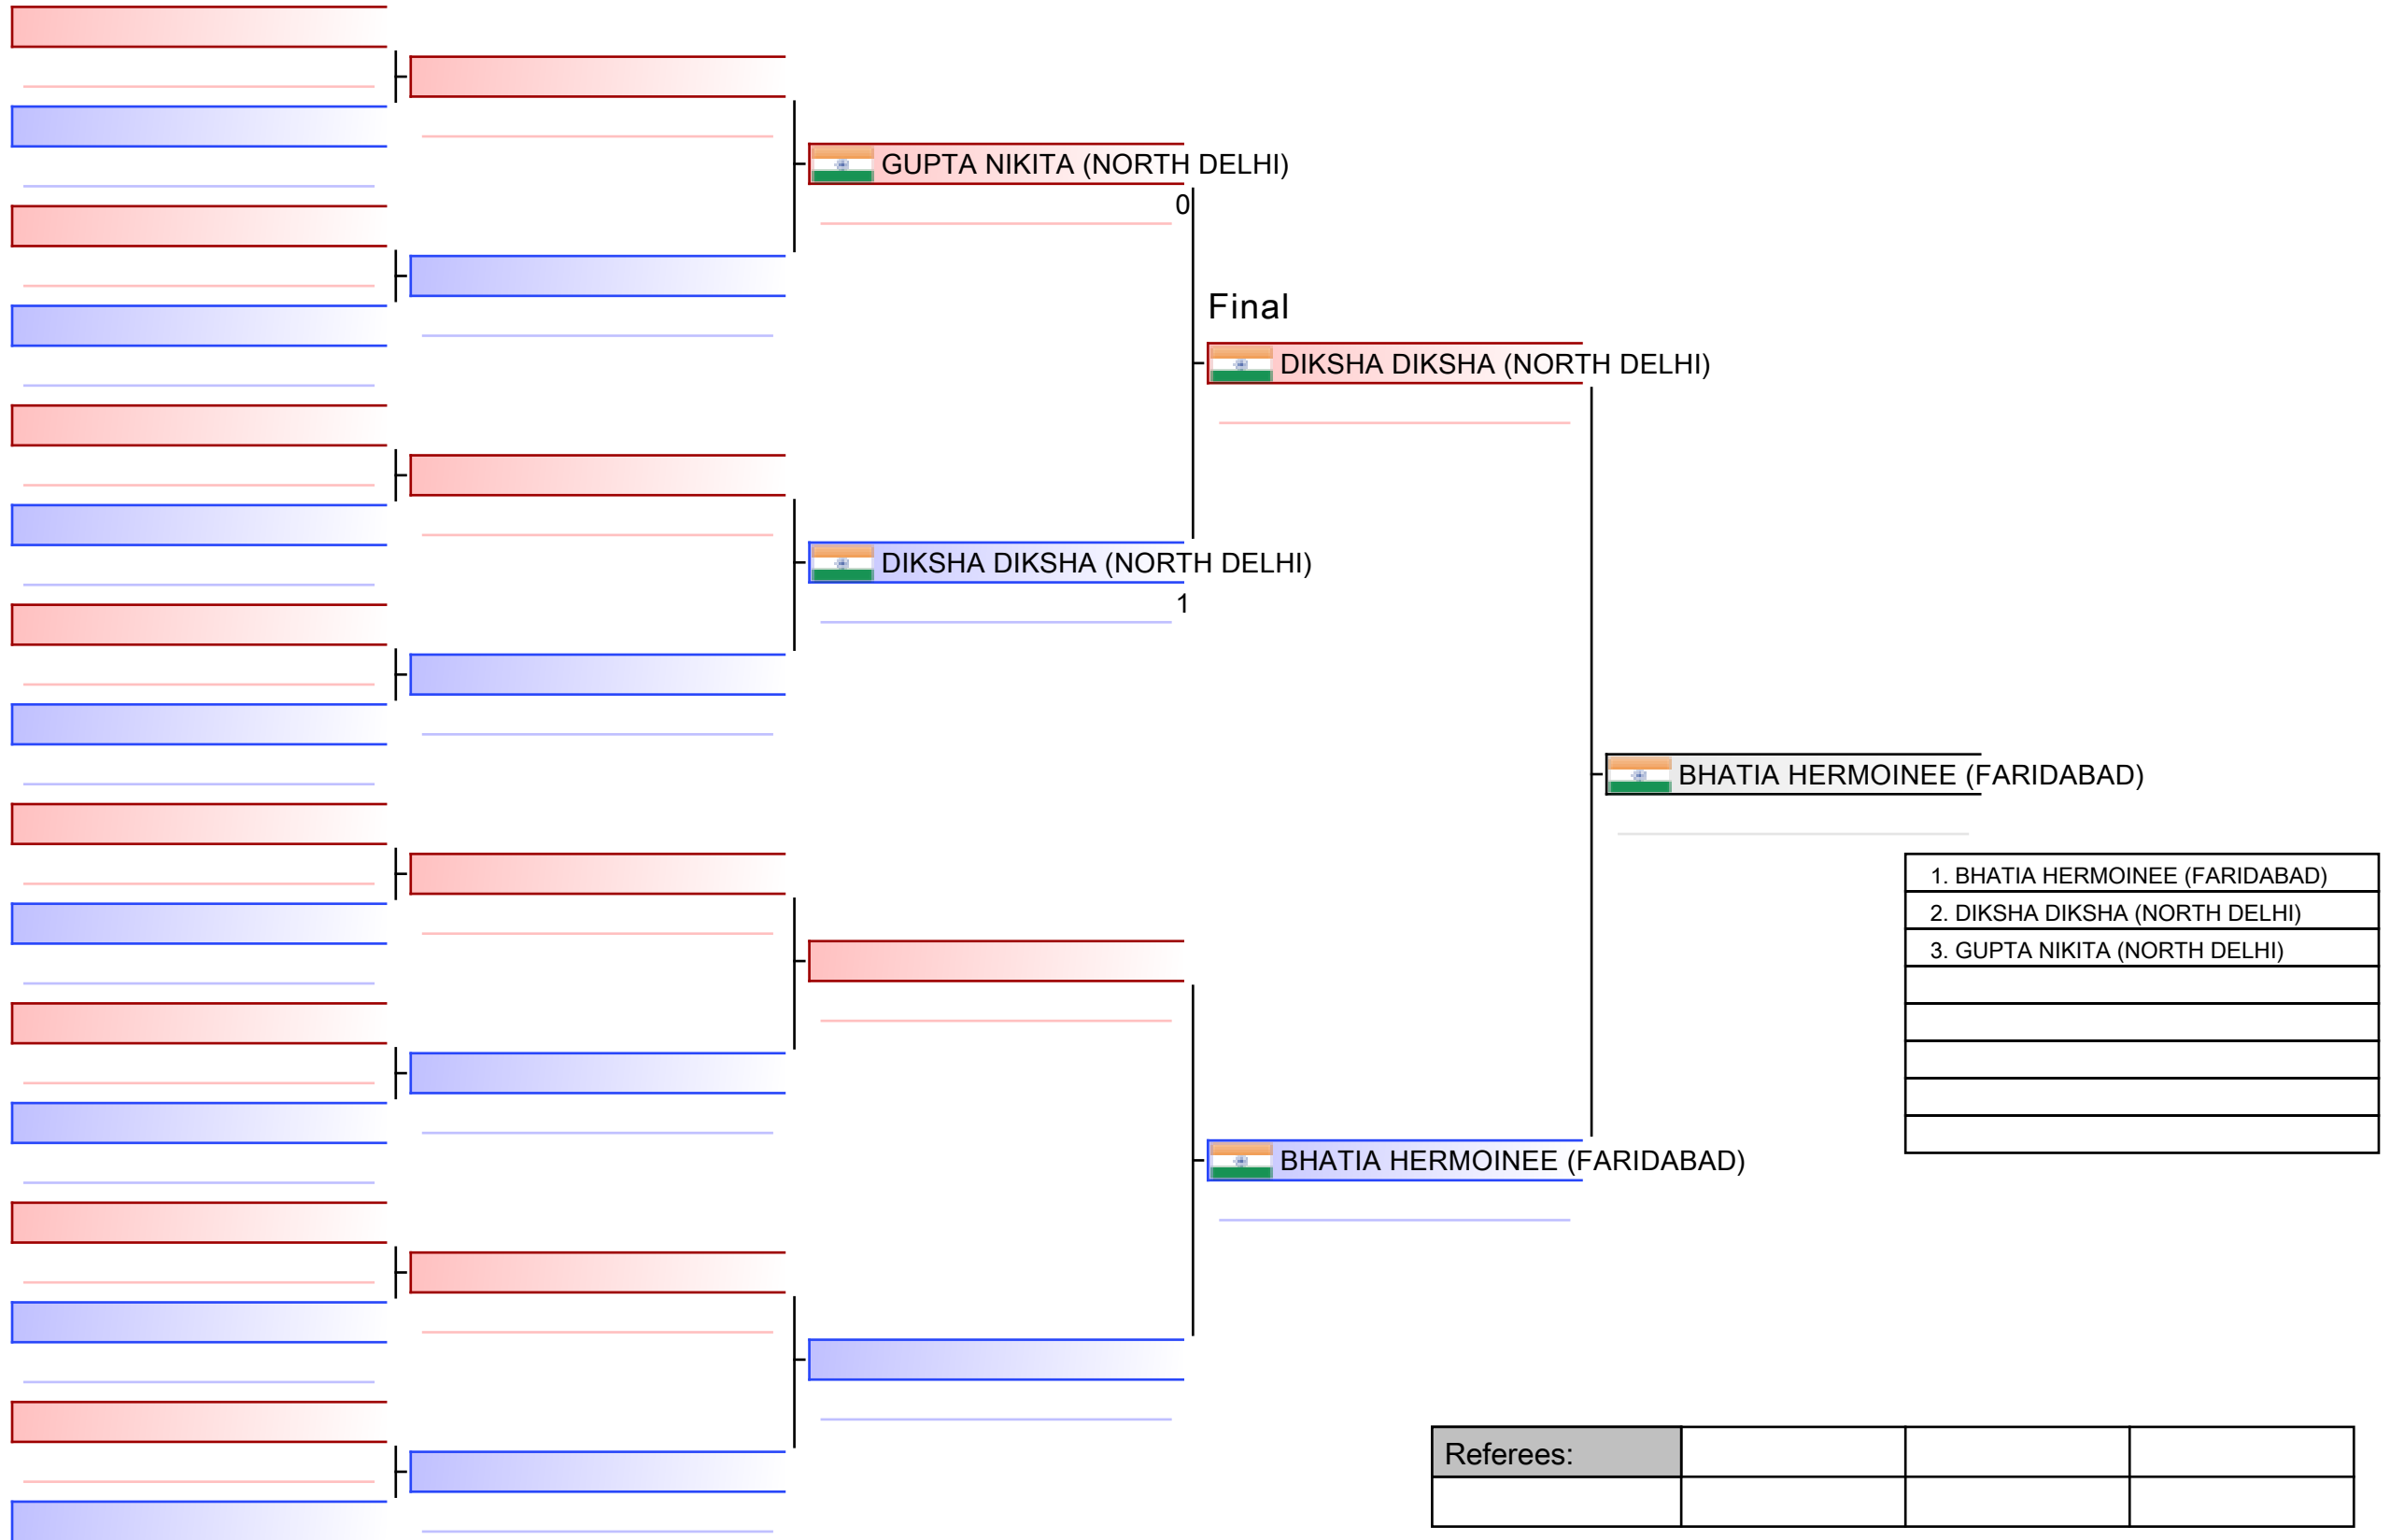 GUPTA NIKITA (NORTH DELHI)
0
Final
DIKSHA DIKSHA (NORTH DELHI)
DIKSHA DIKSHA (NORTH DELHI)
1
BHATIA HERMOINEE (FARIDABAD)
1. BHATIA HERMOINEE (FARIDABAD)
2. DIKSHA DIKSHA (NORTH DELHI)
3. GUPTA NIKITA (NORTH DELHI)
BHATIA HERMOINEE (FARIDABAD)
Referees: